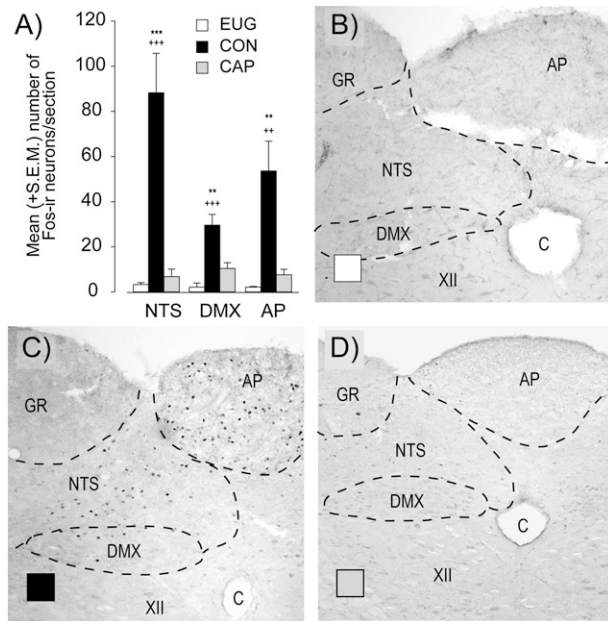 A)
Mean (+S.E.M.) number of
Fos-ir neurons/section
120
100
80
60
40
20
0
EUG
CON
CAP
***
+++
**
+++
**
++
NTS DMX AP
B)
GR
AP
NTS
DMX
C
XII
C)
GR
AP
NTS
DMX
XII
C
D)
GR
AP
NTS
DMX
C
XII